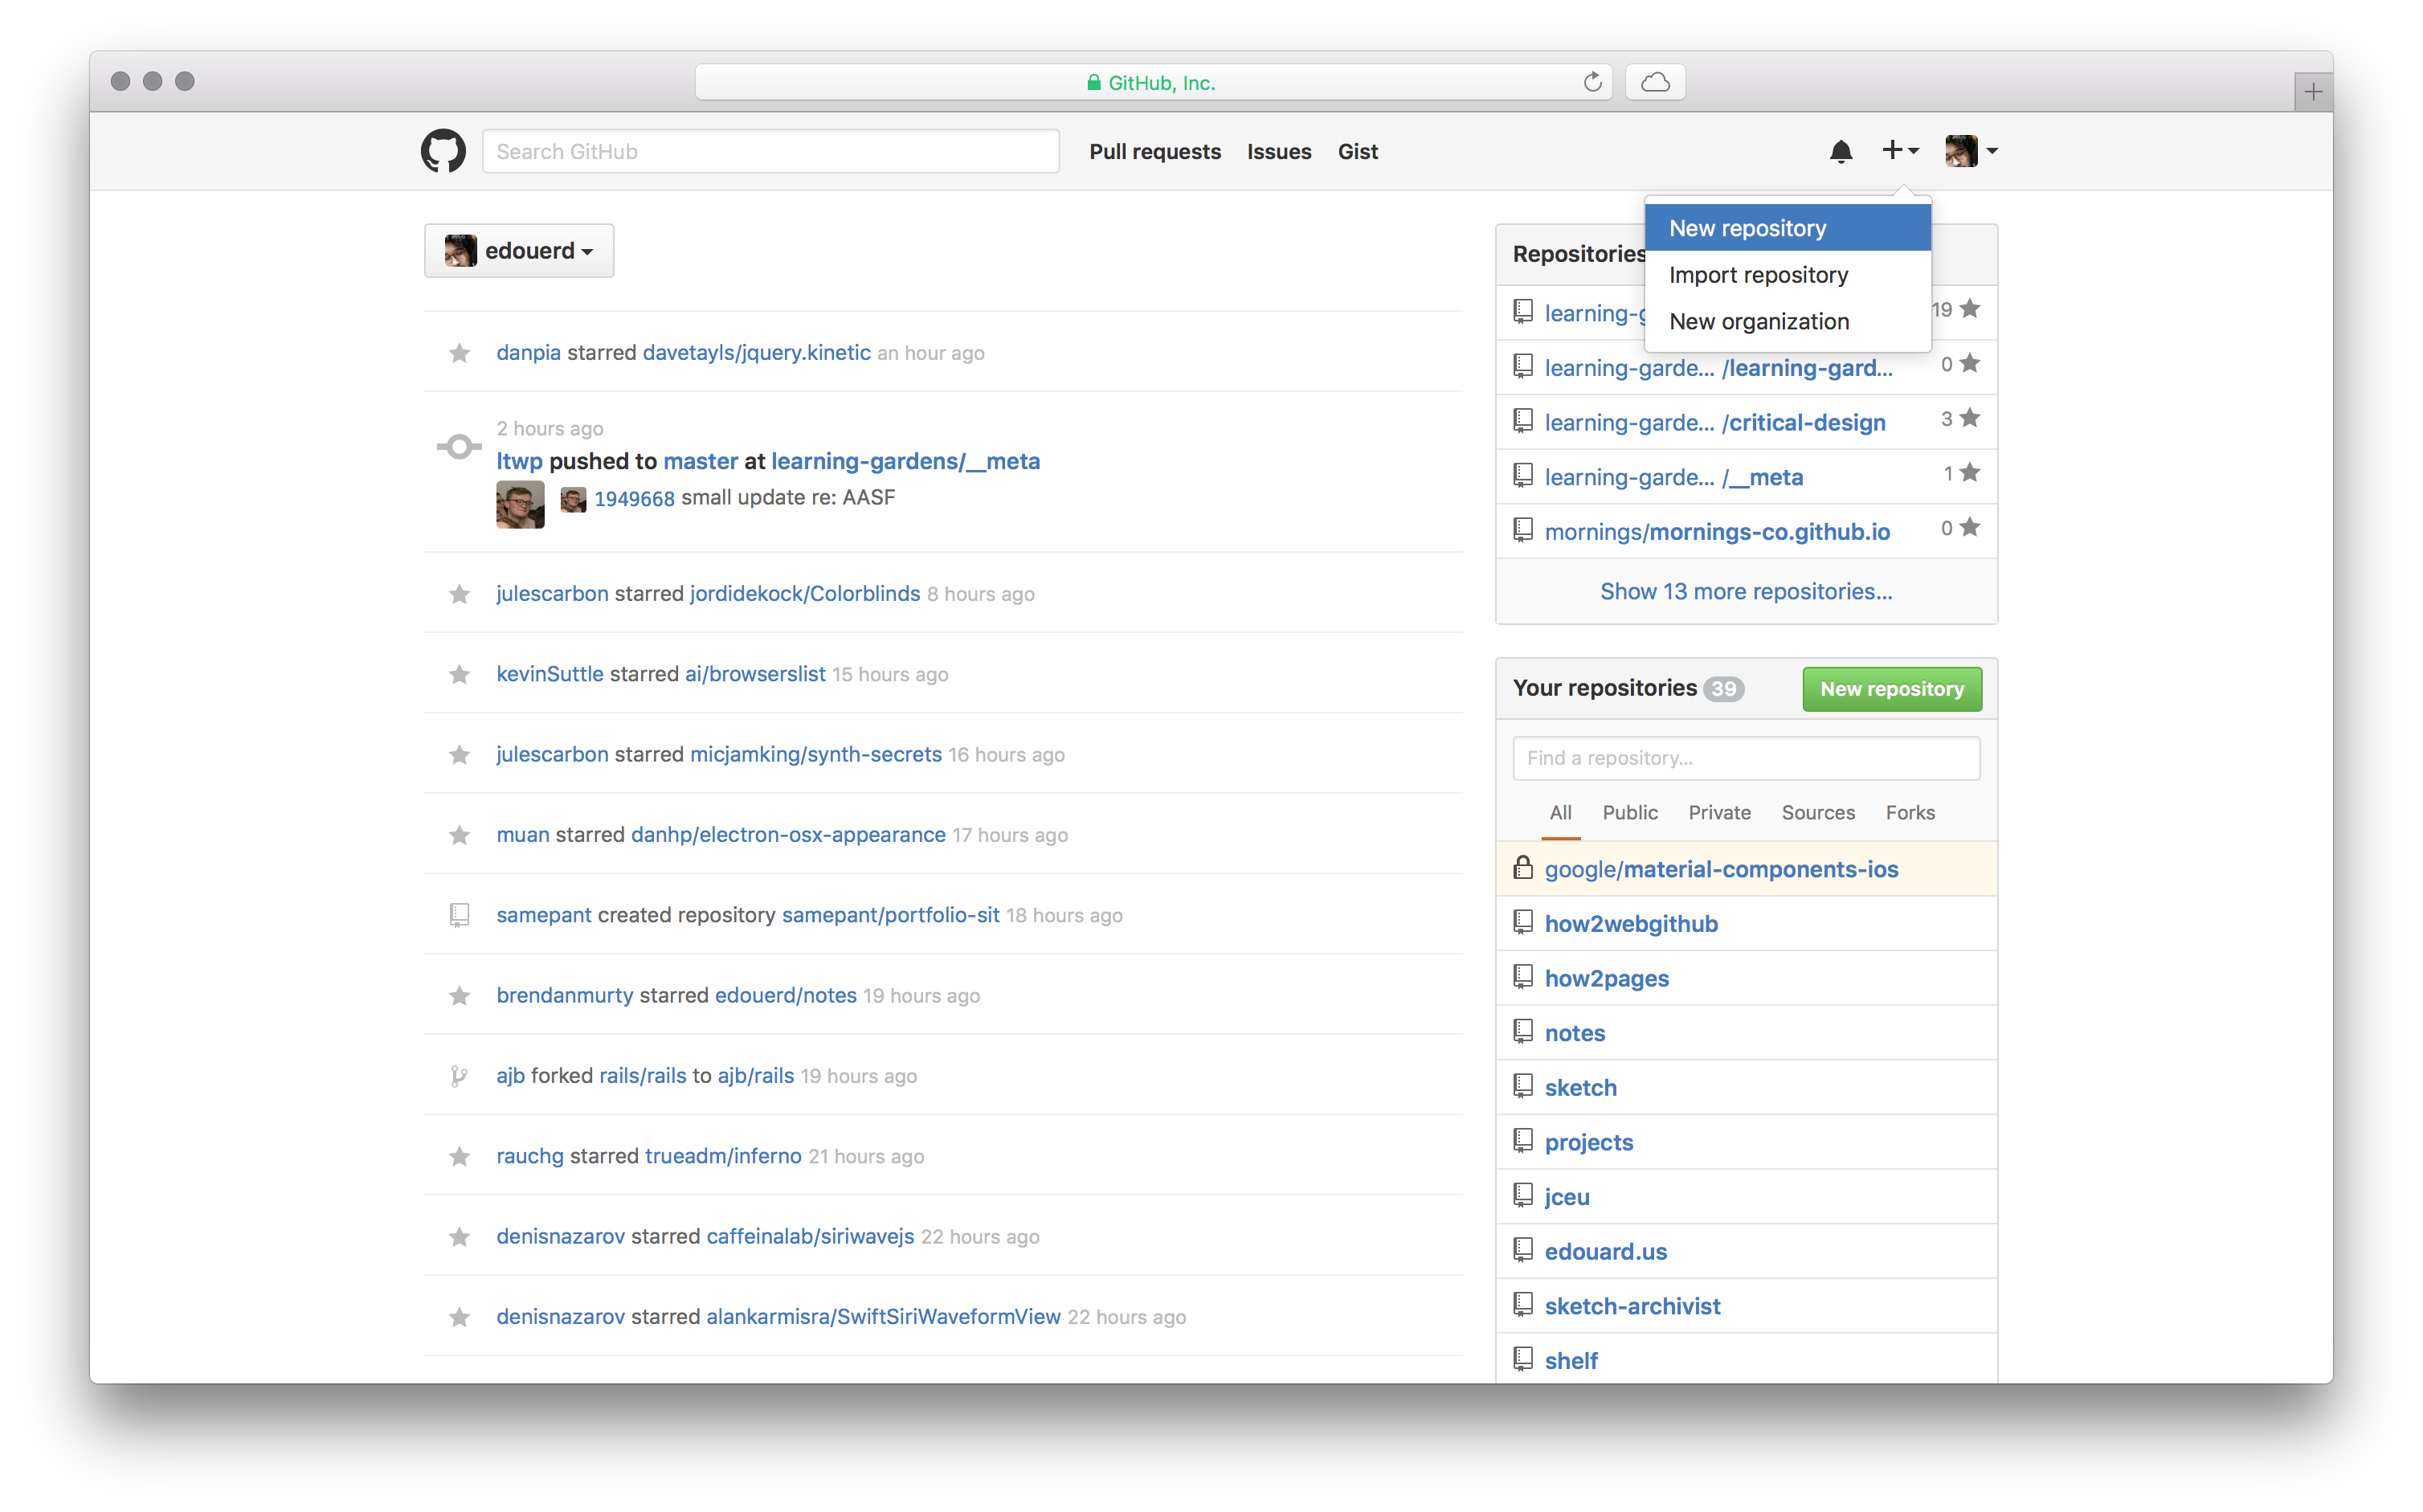 GitHub, Inc.
Search GitHub
Pull requests Issues Gist
New repository
Import repository
New organization
edouerd
danpia starred davetayls/jquery.kinetic an hour ago
2 hours ago
ltwp pushed to master at learning-gardens/__meta
1949668 small update re: AASF
julescarbon starred jordidekock/Colorblinds 8 hours ago
kevinSuttle starred ai/browserslist 15 hours ago
julescarbon starred micjamking/synth-secrets 16 hours ago
muan starred danhp/electron-osx-appearance 17 hours ago
samepant created repository samepant/portfolio-sit 18 hours ago
brendanmurty starred edouerd/notes 19 hours ago
ajb forked rails/rails to ajb/rails 19 hours ago
rauchg starred trueadm/inferno 21 hours ago
denisnazarov starred caffeinalab/siriwavejs 22 hours ago
denisnazarov starred alankarmisra/SwiftSiriWaveformView 22 hours ago
Repositories
learning-g 19
learning-garde... /learning-gard... 0
learning-garde... /critical-design 3
learning-garde... /__meta 1
mornings/mornings-co.github.io 0
Show 13 more repositories...
Your repositories 39 New repository
Find a repository...
All Public Private Sources Forks
google/material-components-ios
how2webgithub
how2pages
notes
sketch
projects
jceu
edouard.us
sketch-archivist
shelf